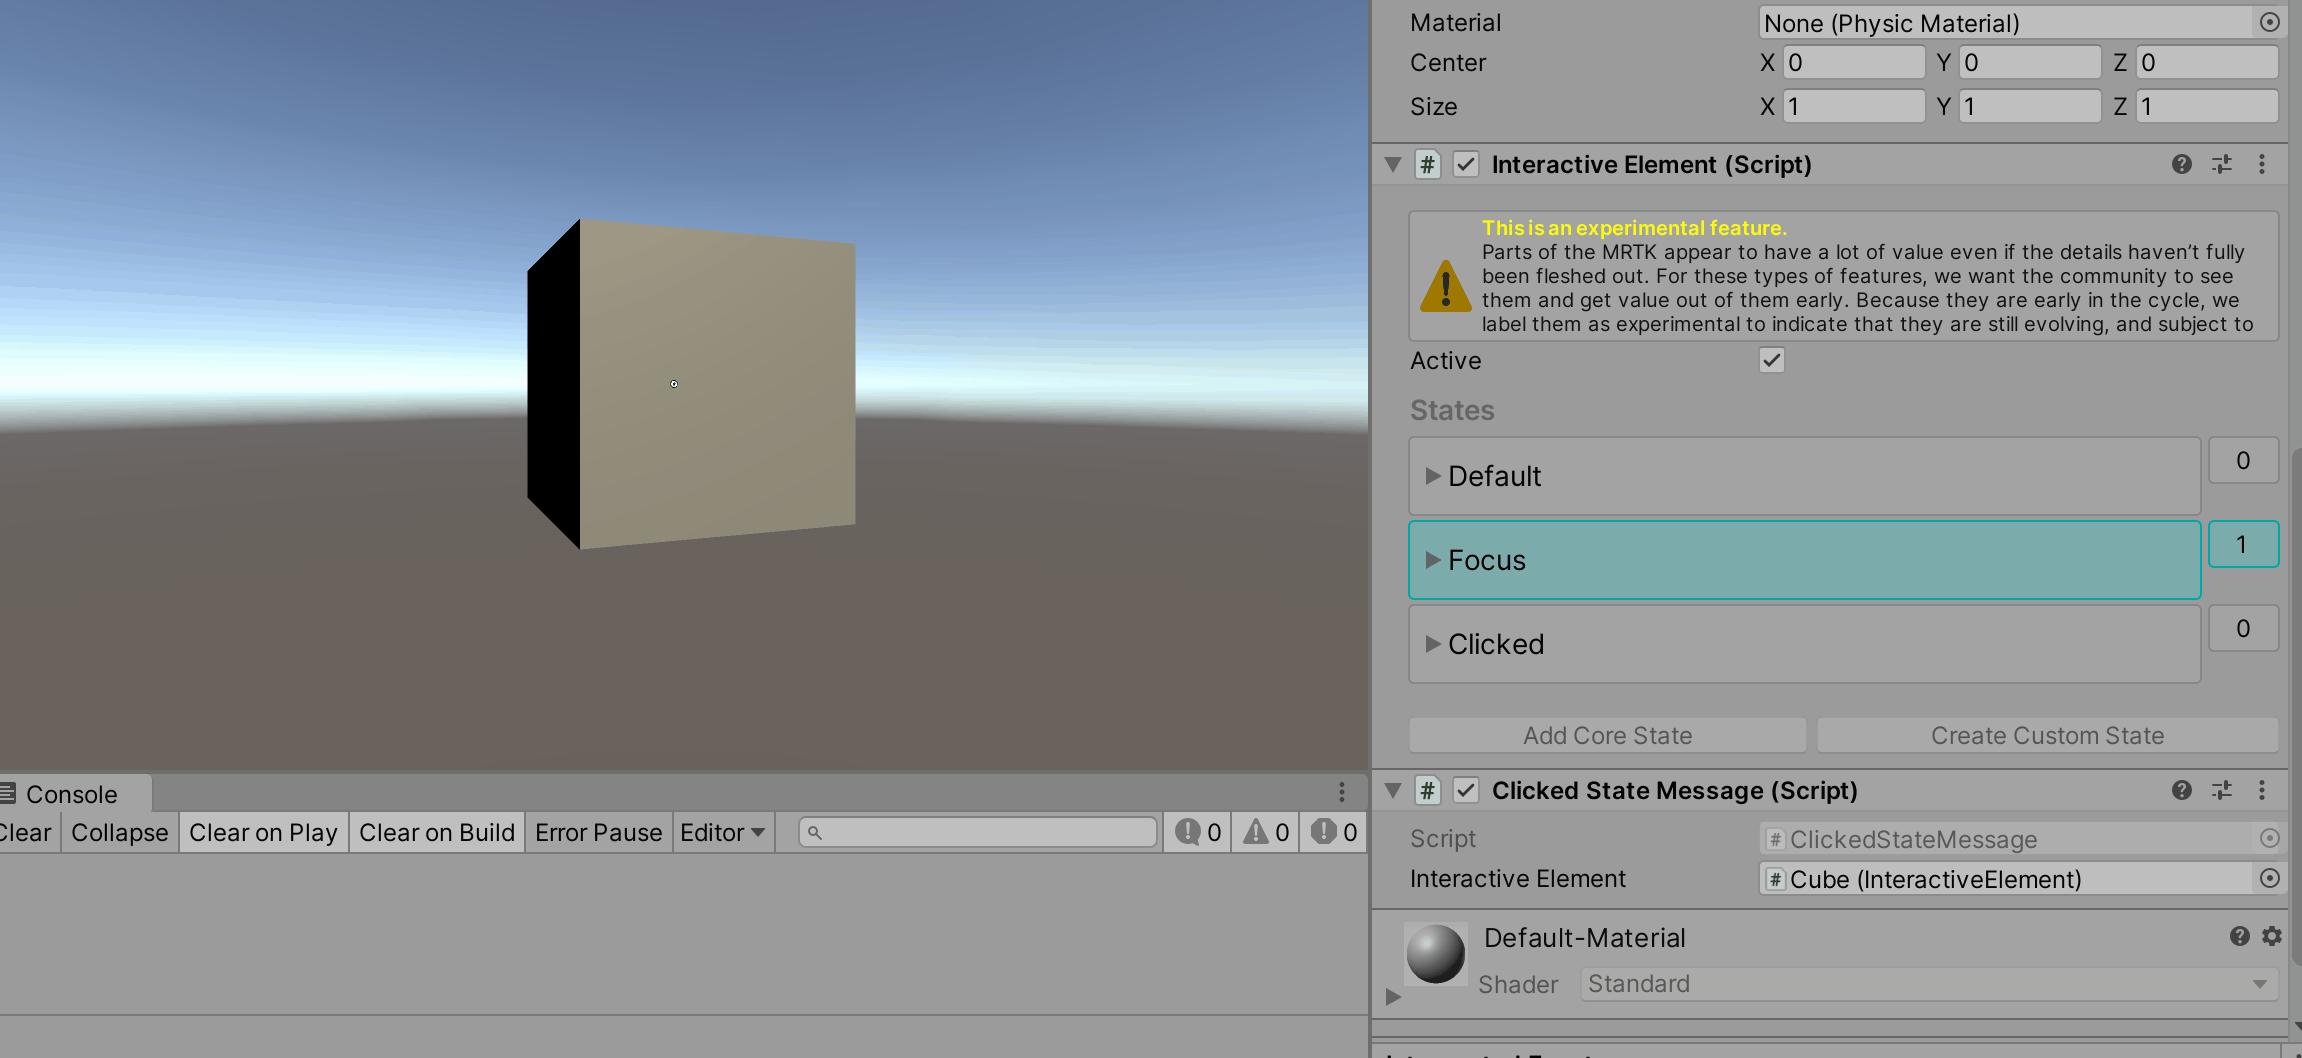 Material None (Physic Material)
Center X 0 Y 0 Z 0
Size X 1 Y 1 Z 1
# Interactive Element (Script)
This is an experimental feature.
Parts of the MRTK appear to have a lot of value even if the details haven’t fully
been fleshed out. For these types of features, we want the community to see
them and get value out of them early. Because they are early in the cycle, we
label them as experimental to indicate that they are still evolving, and subject to
Active
States
Default 0
Focus 1
Clicked 0
Add Core State Create Custom State
# Clicked State Message (Script)
Script # ClickedStateMessage
Interactive Element # Cube (InteractiveElement)
Default-Material
Shader Standard
Console
Clear Collapse Clear on Play Clear on Build Error Pause Editor 0 0 0